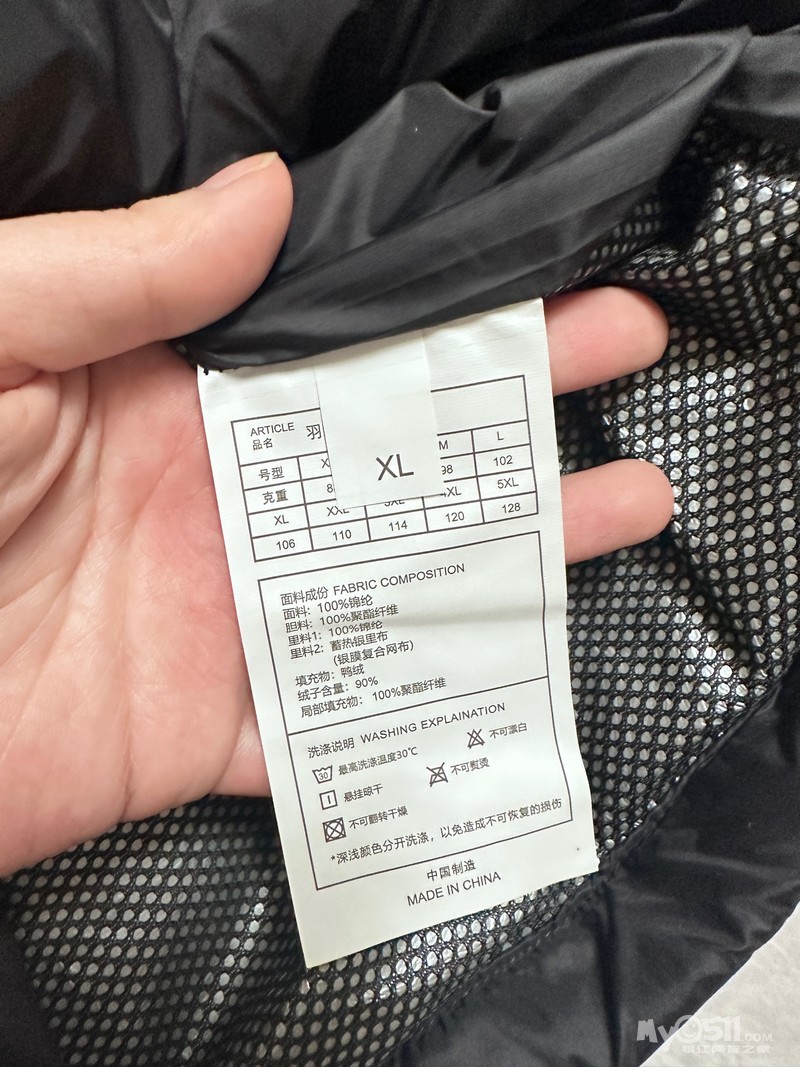 XL
ARTICLE
品名 羽
号型 M L
克重 98 102
XL XXL 3XL 4XL 5XL
106 110 114 120 128
面料成份 FABRIC COMPOSITION
面料: 100%锦纶
胆料: 100%聚酯纤维
里料1: 100%锦纶
里料2: 蓄热银里布
(银膜复合网布)
填充物: 鸭绒
绒子含量: 90%
局部填充物: 100%聚酯纤维
洗涤说明 WASHING EXPLAINATION
30 最高洗涤温度30℃ 不可漂白
悬挂晾干 不可熨烫
不可翻转干燥
*深浅颜色分开洗涤，以免造成不可恢复的损伤
中国制造
MADE IN CHINA
My0511.COM